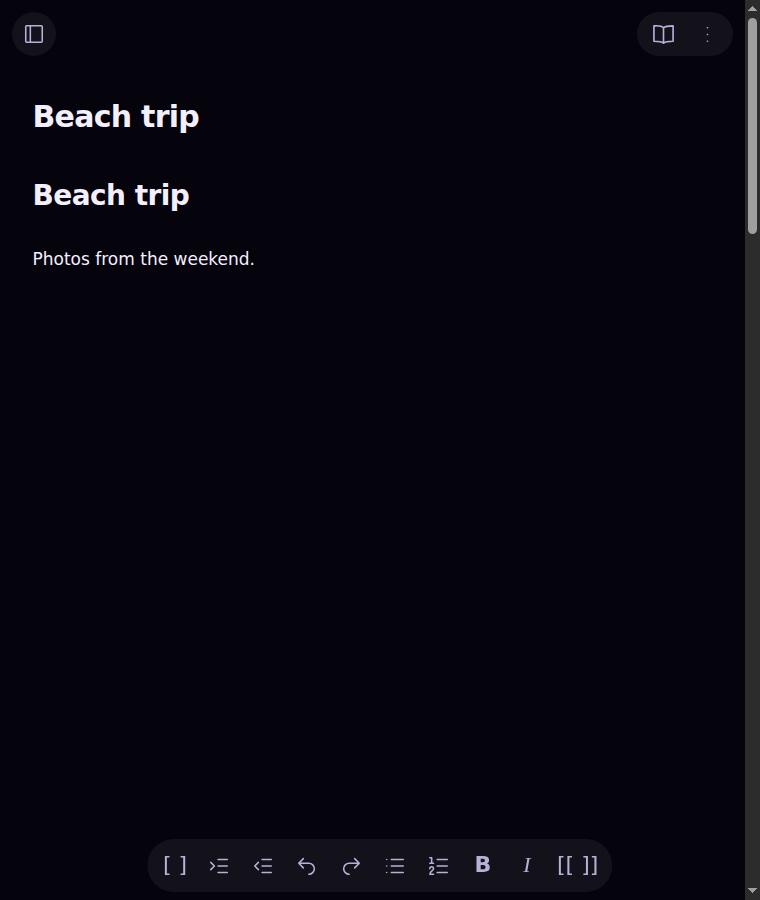 Beach trip
Beach trip
Photos from the weekend.
[ ] B I [[ ]]